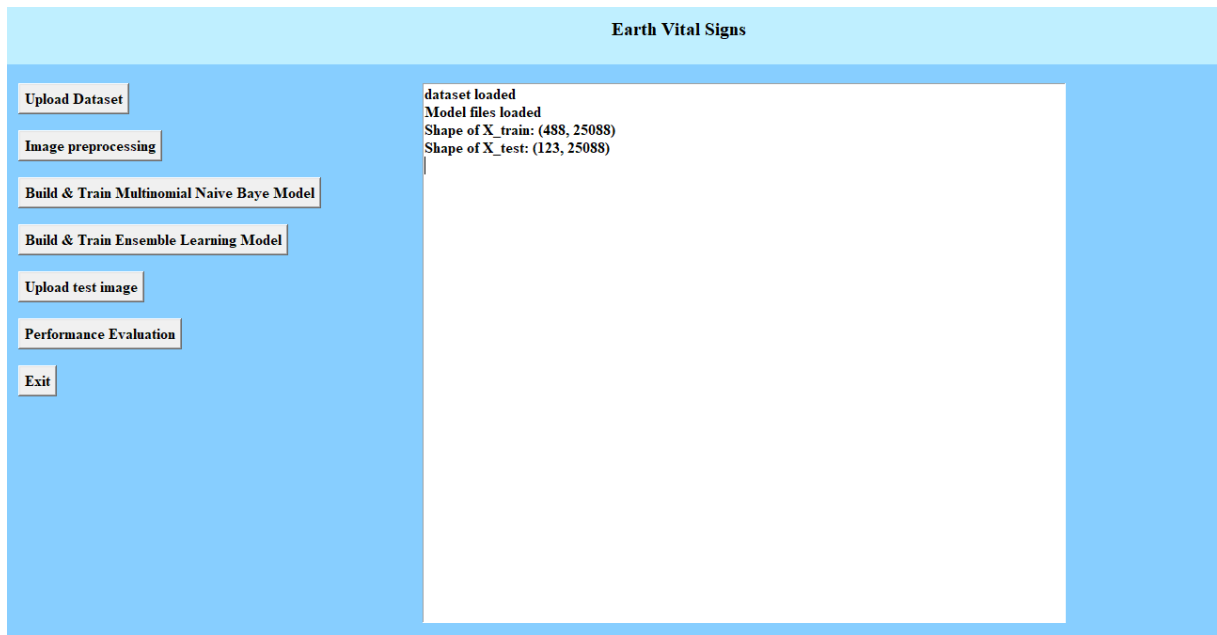 Earth Vital Signs
Upload Dataset
Image preprocessing
Build & Train Multinomial Naive Baye Model
Build & Train Ensemble Learning Model
Upload test image
Performance Evaluation
Exit
dataset loaded
Model files loaded
Shape of X_train: (488, 25088)
Shape of X_test: (123, 25088)